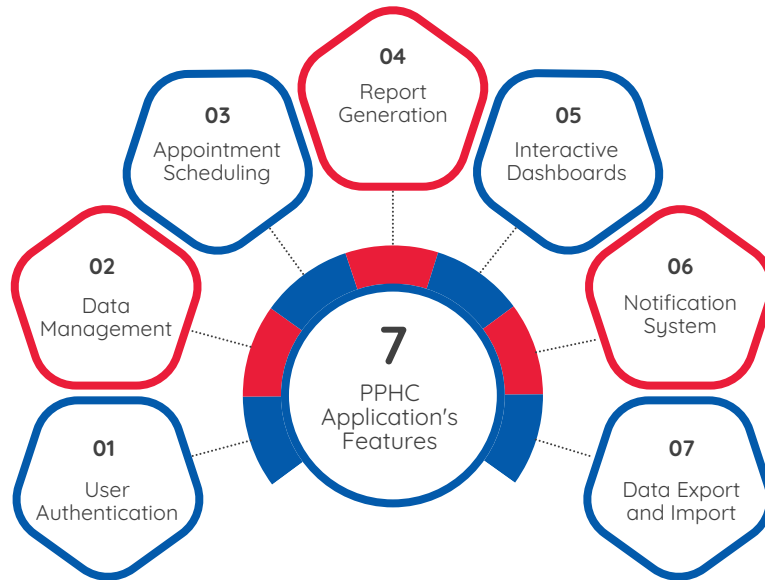 01
User
Authentication
02
Data
Management
03
Appointment
Scheduling
04
Report
Generation
05
Interactive
Dashboards
06
Notification
System
07
Data Export
and Import
7
PPHC
Application's
Features